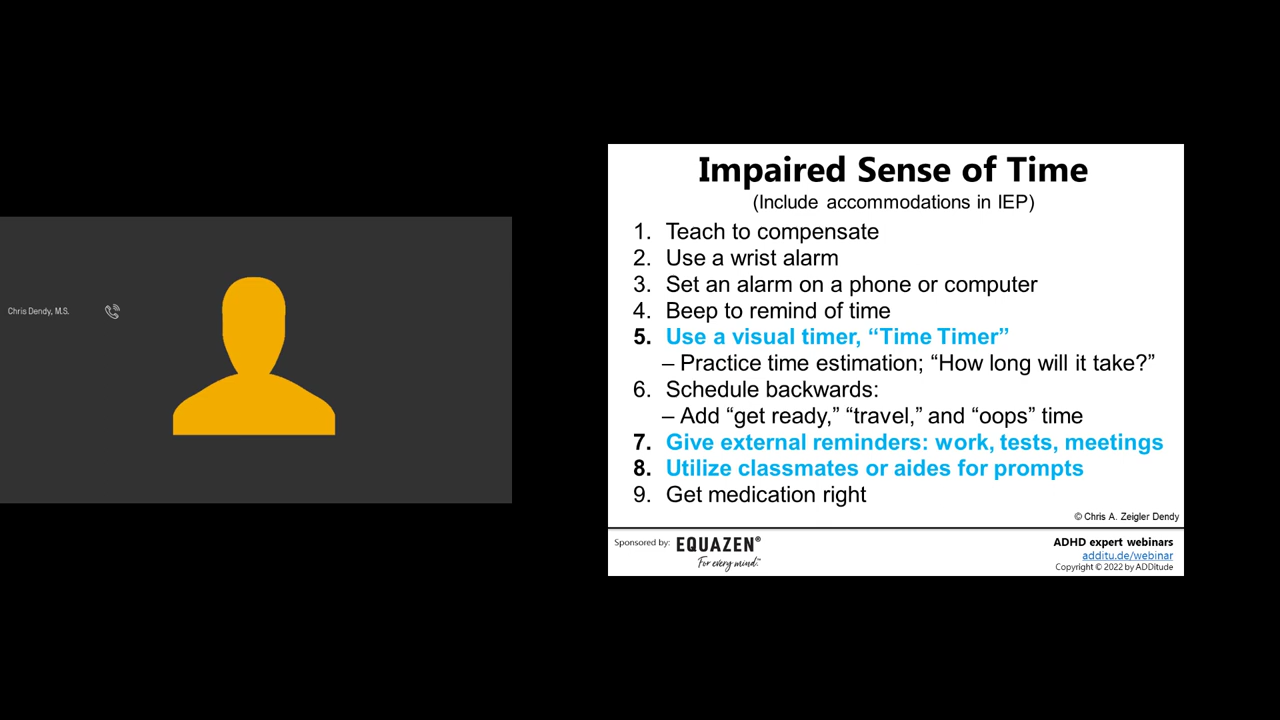 Chris Dendy, M.S.
Impaired Sense of Time
(Include accommodations in IEP)
1. Teach to compensate
2. Use a wrist alarm
3. Set an alarm on a phone or computer
4. Beep to remind of time
5. Use a visual timer, “Time Timer”
– Practice time estimation; “How long will it take?”
6. Schedule backwards:
– Add “get ready,” “travel,” and “oops” time
7. Give external reminders: work, tests, meetings
8. Utilize classmates or aides for prompts
9. Get medication right
© Chris A. Zeigler Dendy
Sponsored by: EQUAZEN®
For every mind.™
ADHD expert webinars
additu.de/webinar
Copyright © 2022 by ADDitude